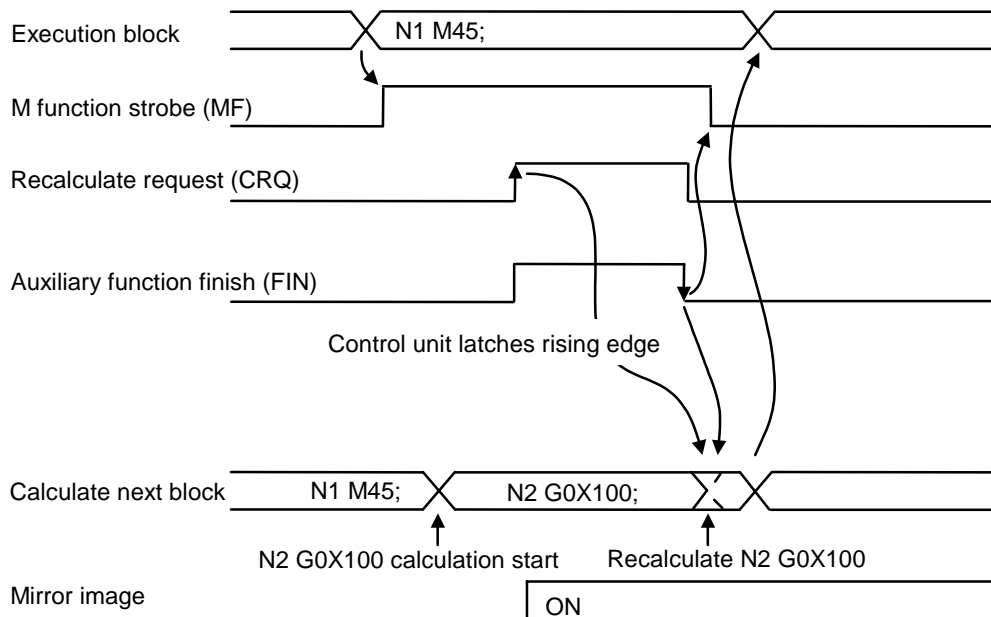 Execution block
N1 M45;
M function strobe (MF)
Recalculate request (CRQ)
Auxiliary function finish (FIN)
Control unit latches rising edge
Calculate next block
N1 M45;
N2 G0X100;
N2 G0X100 calculation start
Recalculate N2 G0X100
Mirror image
ON